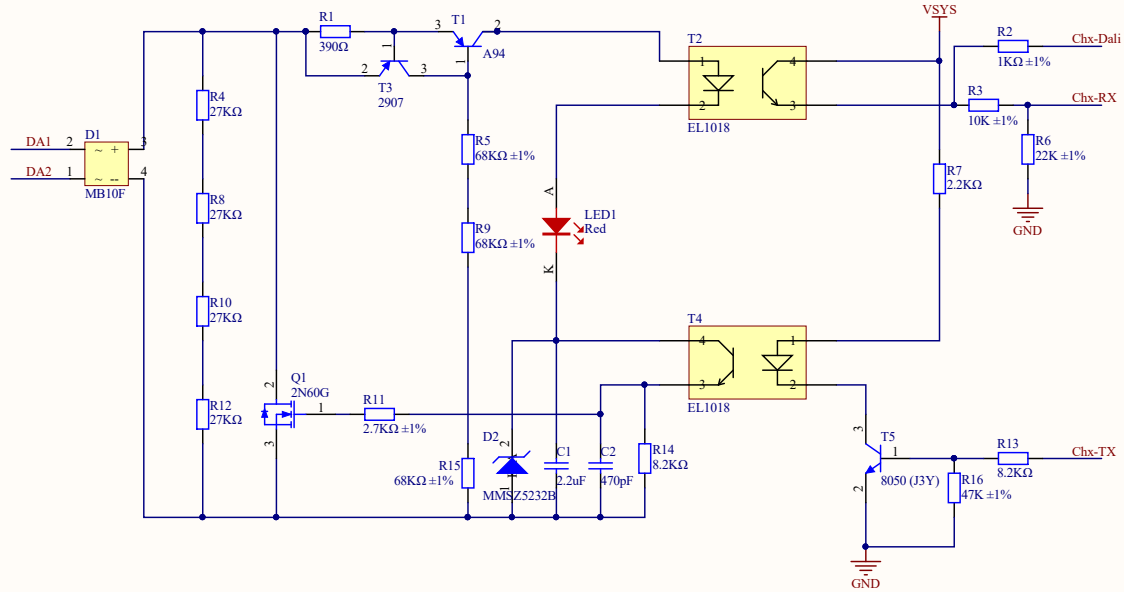 VSYS
R1
390Ω
3
T1
2
A94
1
1
2
3
T3
2907
T2
1
2
4
3
EL1018
R2
1KΩ ±1%
Chx-Dali
R3
10K ±1%
Chx-RX
R4
27KΩ
DA1
2
D1
~ +
3
DA2
1
~ --
4
MB10F
R5
68KΩ ±1%
R6
22K ±1%
R7
2.2KΩ
GND
R8
27KΩ
R9
68KΩ ±1%
A
LED1
Red
K
R10
27KΩ
T4
4
3
1
2
EL1018
Q1
2N60G
2
1
3
R12
27KΩ
R11
2.7KΩ ±1%
D2
2
1
MMSZ5232B
R15
68KΩ ±1%
C1
2.2uF
C2
470pF
R14
8.2KΩ
3
T5
1
2
8050 (J3Y)
R13
8.2KΩ
Chx-TX
R16
47K ±1%
GND